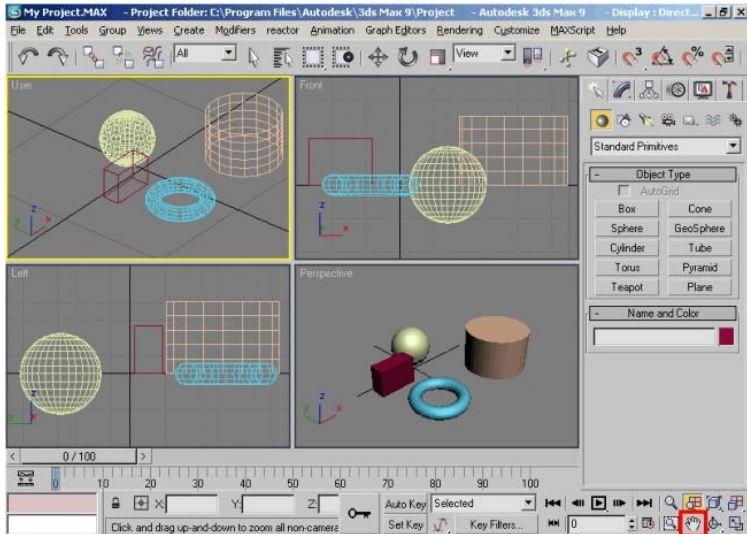 My Project.MAX - Project Folder: C:\Program Files\Autodesk\3ds Max 9\Project - Autodesk 3ds Max 9 - Display : Direct...
File Edit Tools Group Views Create Modifiers reactor Animation Graph Editors Rendering Customize MAXScript Help
All View 3
User
Front
Left
Perspective
z y x
z x
z y
z y x
Standard Primitives
- Object Type
AutoGrid
Box Cone
Sphere GeoSphere
Cylinder Tube
Torus Pyramid
Teapot Plane
- Name and Color
< 0 / 100 >
0 10 20 30 40 50 60 70 80 90 100
X: Y: Z: Auto Key Selected
Click and drag up-and-down to zoom all non-camera Set Key Key Filters... 0